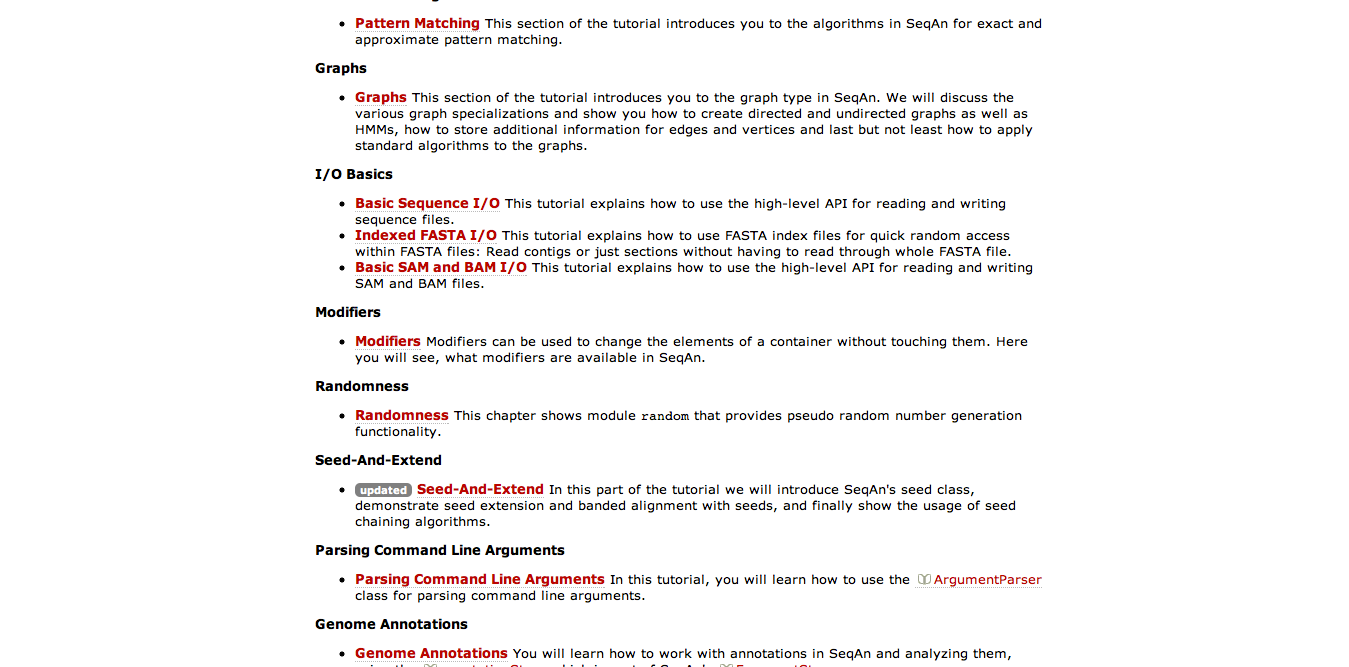 Pattern Matching This section of the tutorial introduces you to the algorithms in SeqAn for exact and
approximate pattern matching.
Graphs
Graphs This section of the tutorial introduces you to the graph type in SeqAn. We will discuss the
various graph specializations and show you how to create directed and undirected graphs as well as
HMMs, how to store additional information for edges and vertices and last but not least how to apply
standard algorithms to the graphs.
I/O Basics
Basic Sequence I/O This tutorial explains how to use the high-level API for reading and writing
sequence files.
Indexed FASTA I/O This tutorial explains how to use FASTA index files for quick random access
within FASTA files: Read contigs or just sections without having to read through whole FASTA file.
Basic SAM and BAM I/O This tutorial explains how to use the high-level API for reading and writing
SAM and BAM files.
Modifiers
Modifiers Modifiers can be used to change the elements of a container without touching them. Here
you will see, what modifiers are available in SeqAn.
Randomness
Randomness This chapter shows module random that provides pseudo random number generation
functionality.
Seed-And-Extend
updated Seed-And-Extend In this part of the tutorial we will introduce SeqAn's seed class,
demonstrate seed extension and banded alignment with seeds, and finally show the usage of seed
chaining algorithms.
Parsing Command Line Arguments
Parsing Command Line Arguments In this tutorial, you will learn how to use the ArgumentParser
class for parsing command line arguments.
Genome Annotations
Genome Annotations You will learn how to work with annotations in SeqAn and analyzing them,